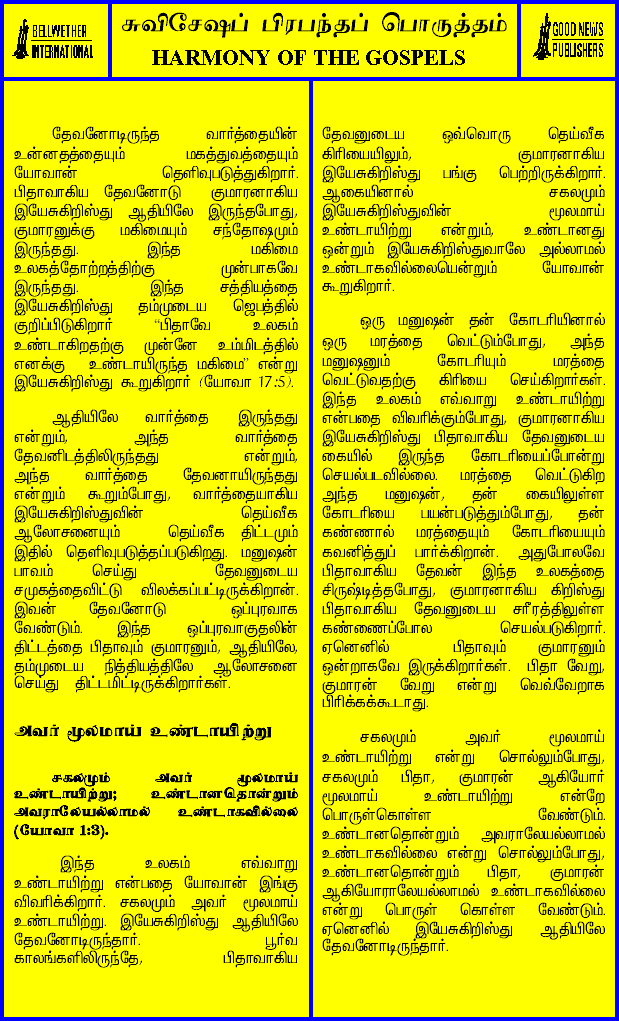 BELLWETHER
INTERNATIONAL
சுவிசேஷப் பிரபந்தப் பொருத்தம்
HARMONY OF THE GOSPELS
GOOD NEWS
PUBLISHERS
தேவனோடிருந்த வார்த்தையின்
உன்னதத்தையும் மகத்துவத்தையும்
யோவான் தெளிவுபடுத்துகிறார்.
பிதாவாகிய தேவனோடு குமாரனாகிய
இயேசுகிறிஸ்து ஆதியிலே இருந்தபோது,
குமாரனுக்கு மகிமையும் சந்தோஷமும்
இருந்தது. இந்த மகிமை
உலகத்தோற்றத்திற்கு முன்பாகவே
இருந்தது. இந்த சத்தியத்தை
இயேசுகிறிஸ்து தம்முடைய ஜெபத்தில்
குறிப்பிடுகிறார் “பிதாவே உலகம்
உண்டாகிறதற்கு முன்னே உம்மிடத்தில்
எனக்கு உண்டாயிருந்த மகிமை” என்று
இயேசுகிறிஸ்து கூறுகிறார் (யோவா 17:5).
ஆதியிலே வார்த்தை இருந்தது
என்றும், அந்த வார்த்தை
தேவனிடத்திலிருந்தது என்றும்,
அந்த வார்த்தை தேவனாயிருந்தது
என்றும் கூறும்போது, வார்த்தையாகிய
இயேசுகிறிஸ்துவின் தெய்வீக
ஆலோசனையும் தெய்வீக திட்டமும்
இதில் தெளிவுபடுத்தப்படுகிறது. மனுஷன்
பாவம் செய்து தேவனுடைய
சமுகத்தைவிட்டு விலக்கப்பட்டிருக்கிறான்.
இவன் தேவனோடு ஒப்புரவாக
வேண்டும். இந்த ஒப்புரவாகுதலின்
திட்டத்தை பிதாவும் குமாரனும், ஆதியிலே,
தம்முடைய நித்தியத்திலே ஆலோசனை
செய்து திட்டமிட்டிருக்கிறார்கள்.
அவர் மூலமாய் உண்டாயிற்று
சகலமும் அவர் மூலமாய்
உண்டாயிற்று; உண்டானதொன்றும்
அவராலேயல்லாமல் உண்டாகவில்லை
(யோவா 1:3).
இந்த உலகம் எவ்வாறு
உண்டாயிற்று என்பதை யோவான் இங்கு
விவரிக்கிறார். சகலமும் அவர் மூலமாய்
உண்டாயிற்று. இயேசுகிறிஸ்து ஆதியிலே
தேவனோடிருந்தார். பூர்வ
காலங்களிலிருந்தே, பிதாவாகிய
தேவனுடைய ஒவ்வொரு தெய்வீக
கிரியையிலும், குமாரனாகிய
இயேசுகிறிஸ்து பங்கு பெற்றிருக்கிறார்.
ஆகையினால் சகலமும்
இயேசுகிறிஸ்துவின் மூலமாய்
உண்டாயிற்று என்றும், உண்டானது
ஒன்றும் இயேசுகிறிஸ்துவாலே அல்லாமல்
உண்டாகவில்லையென்றும் யோவான்
கூறுகிறார்.
ஒரு மனுஷன் தன் கோடரியினால்
ஒரு மரத்தை வெட்டும்போது, அந்த
மனுஷனும் கோடரியும் மரத்தை
வெட்டுவதற்கு கிரியை செய்கிறார்கள்.
இந்த உலகம் எவ்வாறு உண்டாயிற்று
என்பதை விவரிக்கும்போது, குமாரனாகிய
இயேசுகிறிஸ்து பிதாவாகிய தேவனுடைய
கையில் இருந்த கோடரியைப்போன்று
செயல்படவில்லை. மரத்தை வெட்டுகிற
அந்த மனுஷன், தன் கையிலுள்ள
கோடரியை பயன்படுத்தும்போது, தன்
கண்ணால் மரத்தையும் கோடரியையும்
கவனித்துப் பார்க்கிறான். அதுபோலவே
பிதாவாகிய தேவன் இந்த உலகத்தை
சிருஷ்டித்தபோது, குமாரனாகிய கிறிஸ்து
பிதாவாகிய தேவனுடைய சரீரத்திலுள்ள
கண்ணைப்போல செயல்படுகிறார்.
ஏனெனில் பிதாவும் குமாரனும்
ஒன்றாகவே இருக்கிறார்கள். பிதா வேறு,
குமாரன் வேறு என்று வெவ்வேறாக
பிரிக்கக்கூடாது.
சகலமும் அவர் மூலமாய்
உண்டாயிற்று என்று சொல்லும்போது,
சகலமும் பிதா, குமாரன் ஆகியோர்
மூலமாய் உண்டாயிற்று என்றே
பொருள்கொள்ள வேண்டும்.
உண்டானதொன்றும் அவராலேயல்லாமல்
உண்டாகவில்லை என்று சொல்லும்போது,
உண்டானதொன்றும் பிதா, குமாரன்
ஆகியோராலேயல்லாமல் உண்டாகவில்லை
என்று பொருள் கொள்ள வேண்டும்.
ஏனெனில் இயேசுகிறிஸ்து ஆதியிலே
தேவனோடிருந்தார்.